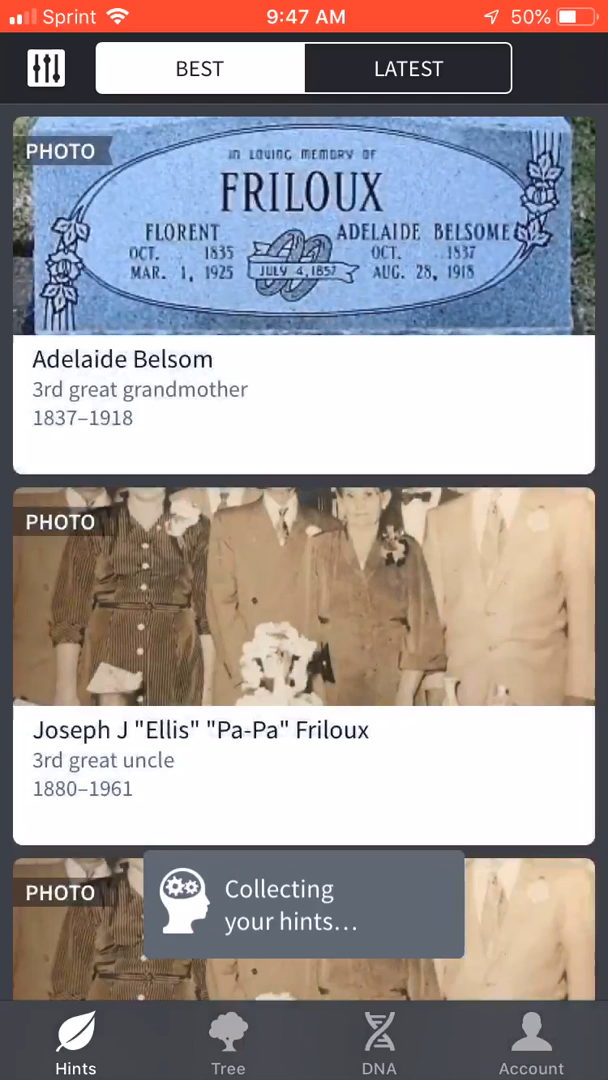 Sprint 9:47 AM 50%
BEST LATEST
PHOTO
IN LOVING MEMORY OF
FRILOUX
FLORENT ADELAIDE BELSOME
OCT. 1835 OCT. 1837
MAR. 1, 1925 JULY 4, 1857 AUG. 28, 1918
Adelaide Belsom
3rd great grandmother
1837–1918
PHOTO
Joseph J "Ellis" "Pa-Pa" Friloux
3rd great uncle
1880–1961
PHOTO
Collecting
your hints...
Hints Tree DNA Account